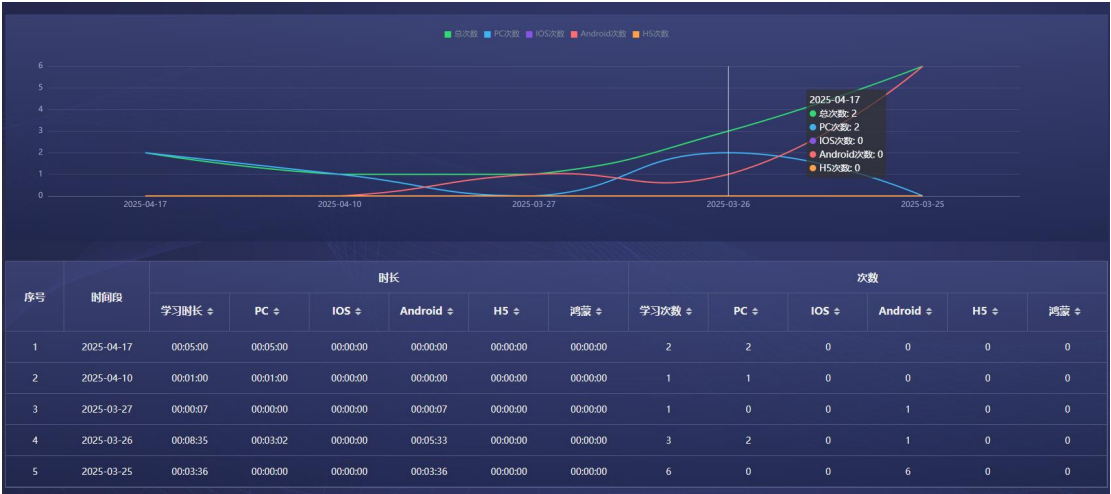 总次数 PC次数 IOS次数 Android次数 H5次数
6
5
4
3
2
1
0
2025-04-17
总次数: 2
PC次数: 2
IOS次数: 0
Android次数: 0
H5次数: 0
2025-04-17 2025-04-10 2025-03-27 2025-03-26 2025-03-25
序号 时间段 时长 次数
学习时长 PC IOS Android H5 鸿蒙 学习次数 PC IOS Android H5 鸿蒙
1 2025-04-17 00:05:00 00:05:00 00:00:00 00:00:00 00:00:00 00:00:00 2 2 0 0 0 0
2 2025-04-10 00:01:00 00:01:00 00:00:00 00:00:00 00:00:00 00:00:00 1 1 0 0 0 0
3 2025-03-27 00:00:07 00:00:00 00:00:00 00:00:07 00:00:00 00:00:00 1 0 0 1 0 0
4 2025-03-26 00:08:35 00:03:02 00:00:00 00:05:33 00:00:00 00:00:00 3 2 0 1 0 0
5 2025-03-25 00:03:36 00:00:00 00:00:00 00:03:36 00:00:00 00:00:00 6 0 0 6 0 0